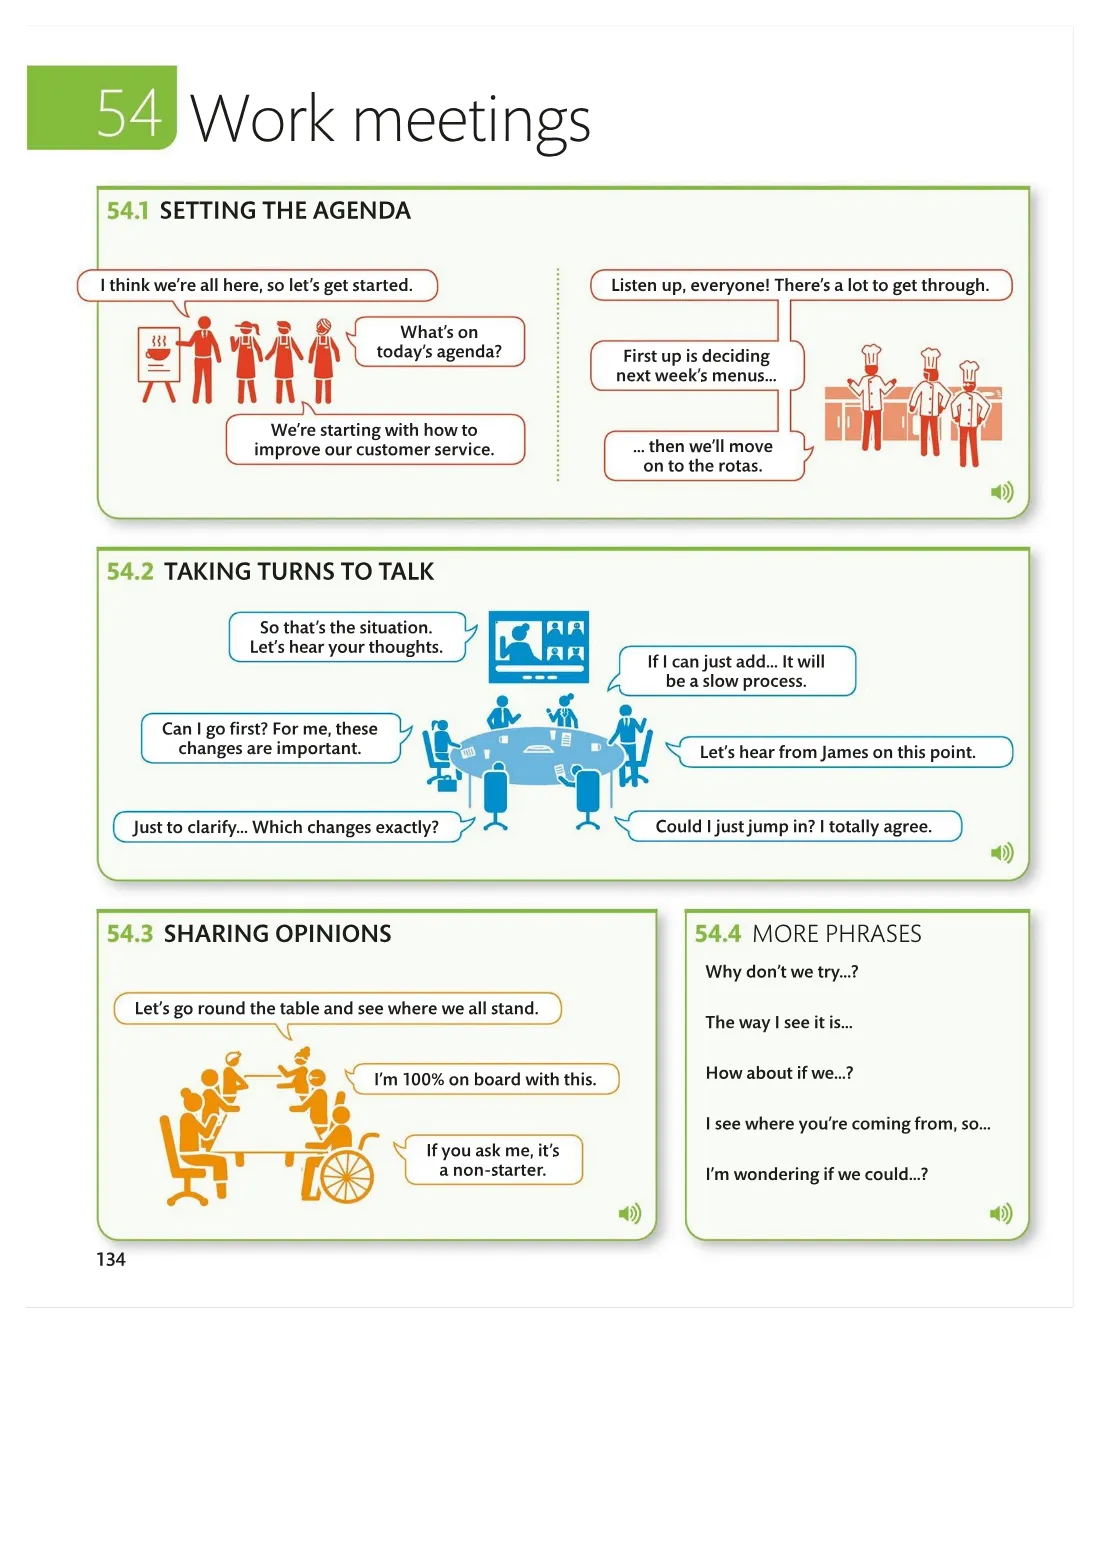 54 Work meetings
54.1 SETTING THE AGENDA
I think we're all here, so let's get started.
What's on
today's agenda?
We're starting with how to
improve our customer service.
Listen up, everyone! There's a lot to get through.
First up is deciding
next week's menus...
... then we'll move
on to the rotas.
54.2 TAKING TURNS TO TALK
So that's the situation.
Let's hear your thoughts.
If I can just add... It will
be a slow process.
Can I go first? For me, these
changes are important.
Let's hear from James on this point.
Just to clarify... Which changes exactly?
Could I just jump in? I totally agree.
54.3 SHARING OPINIONS
Let's go round the table and see where we all stand.
I'm 100% on board with this.
If you ask me, it's
a non-starter.
54.4 MORE PHRASES
Why don't we try...?
The way I see it is...
How about if we...?
I see where you're coming from, so...
I'm wondering if we could...?
134